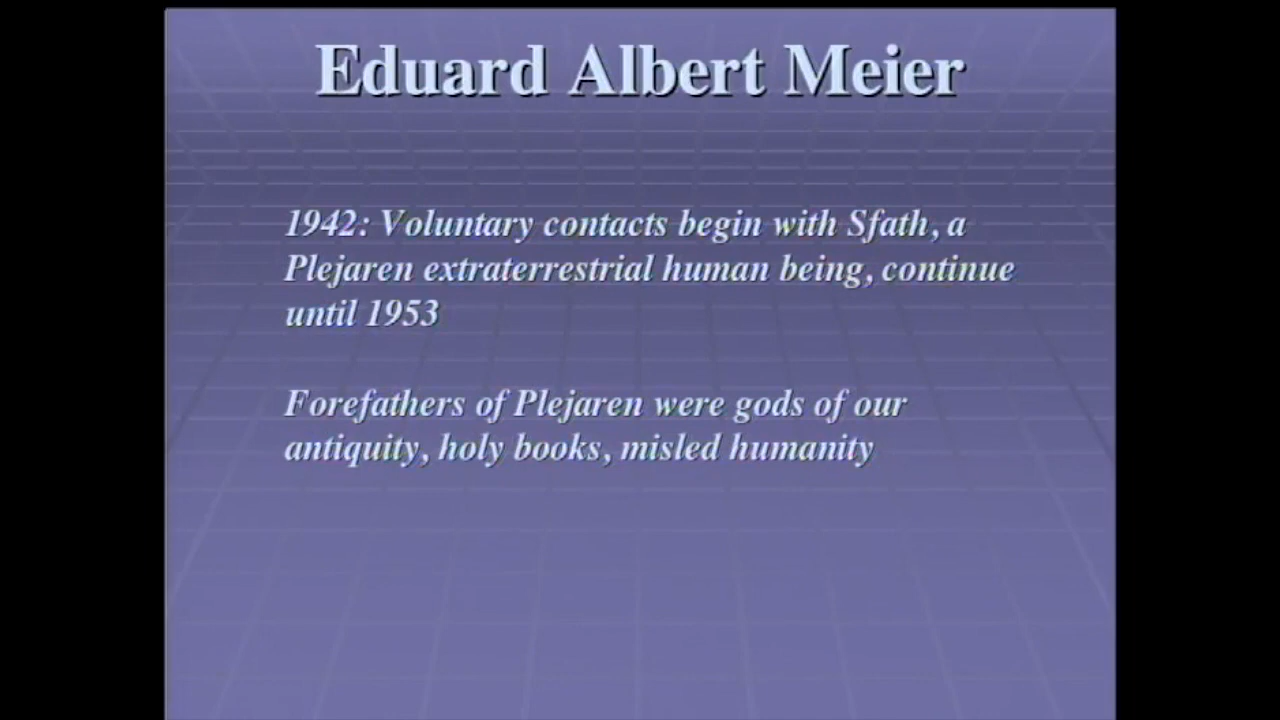 Eduard Albert Meier
1942: Voluntary contacts begin with Sfath, a
Plejaren extraterrestrial human being, continue
until 1953
Forefathers of Plejaren were gods of our
antiquity, holy books, misled humanity